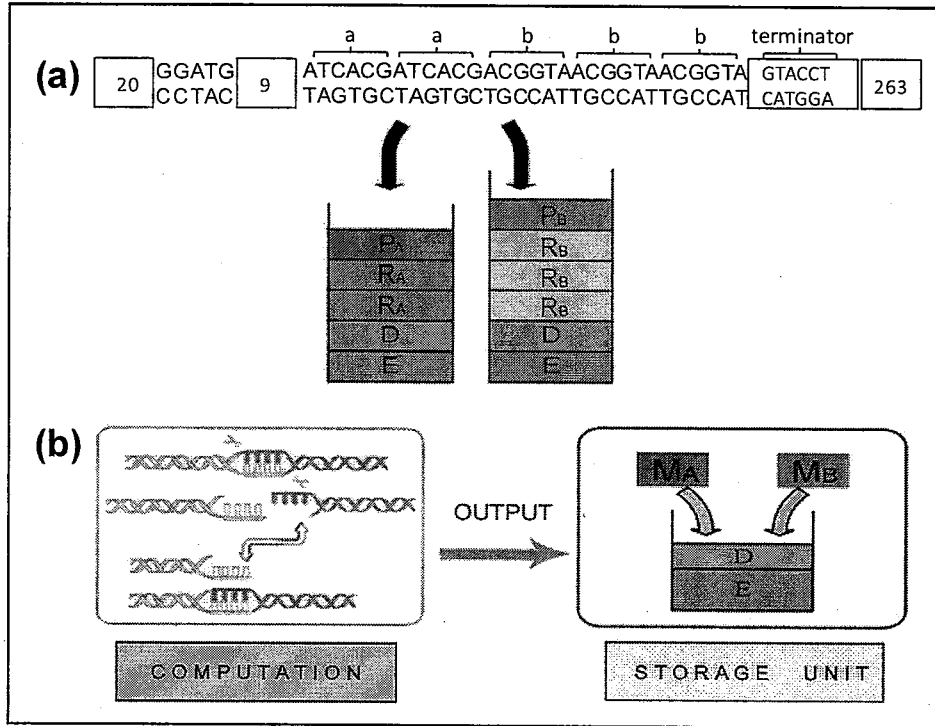 a a b b b terminator
(a) 20 GGATG 9 ATCACGATCACGACGGTAACGGTAACGGTA GTACCT 263
CCTAC TAGTGCTAGTGCTGCCATTGCCATTGCCAT CATGGA
PA
RA
RA
D
E
PB
RB
RB
RB
D
E
(b)
OUTPUT
MA MB
D
E
COMPUTATION
STORAGE UNIT